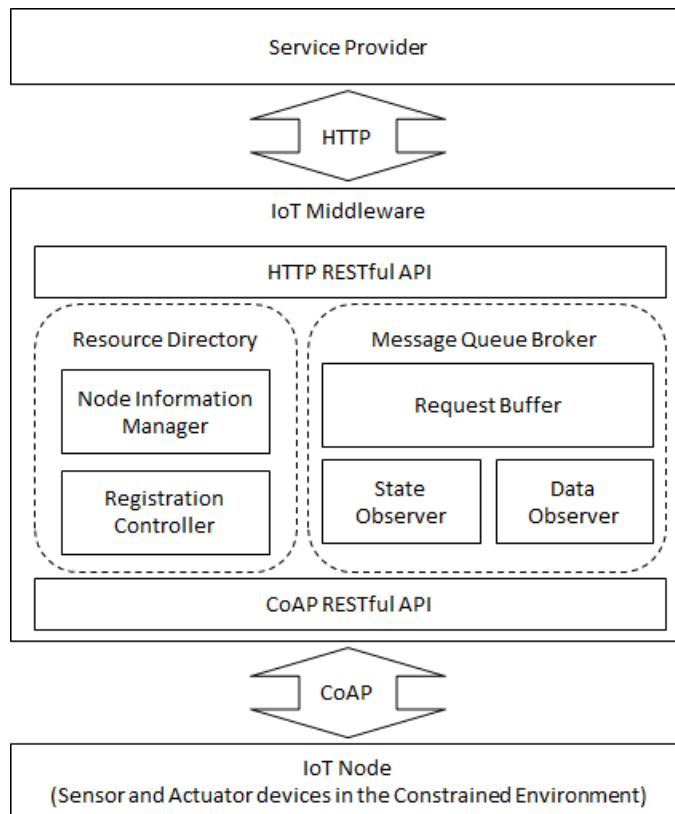 Service Provider
HTTP
IoT Middleware
HTTP RESTful API
Resource Directory
Node Information
Manager
Registration
Controller
Message Queue Broker
Request Buffer
State
Observer
Data
Observer
CoAP RESTful API
CoAP
IoT Node
(Sensor and Actuator devices in the Constrained Environment)